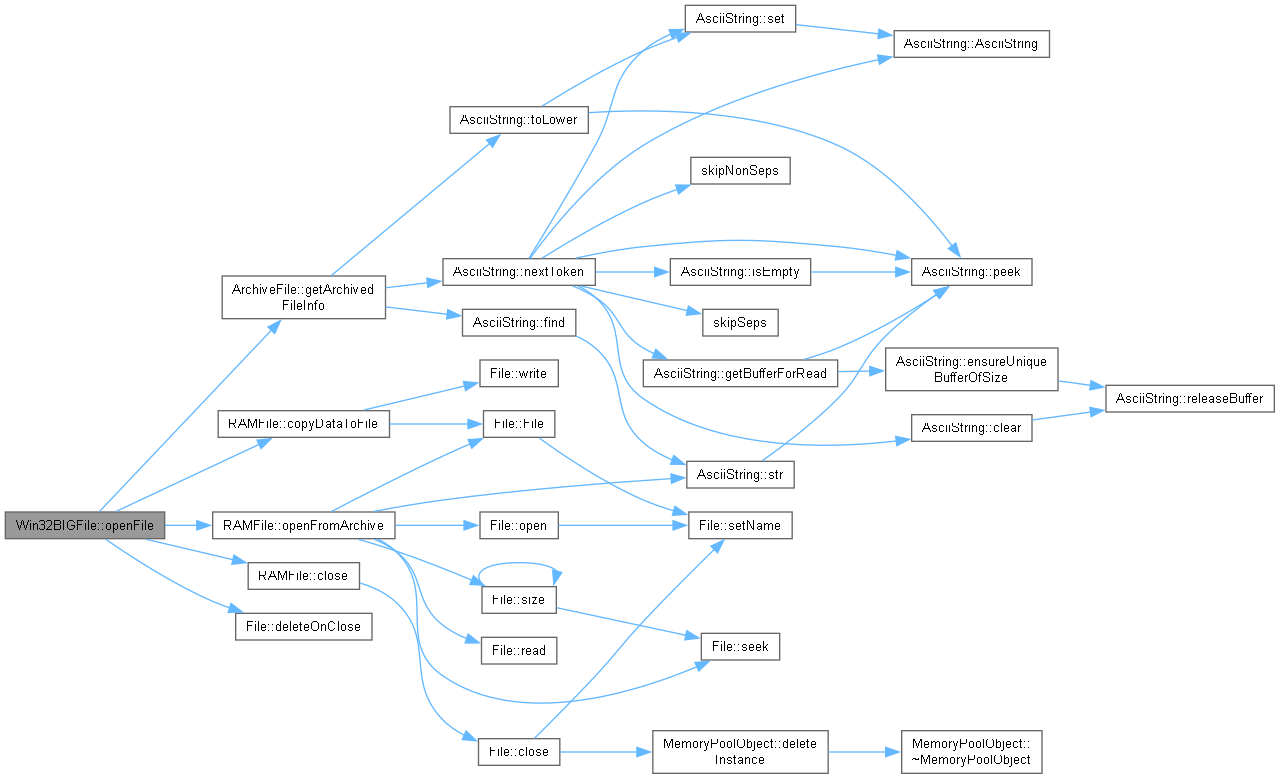 AsciiString::set
AsciiString::AsciiString
AsciiString::toLower
skipNonSeps
AsciiString::nextToken
AsciiString::isEmpty
AsciiString::peek
ArchiveFile::getArchived
FileInfo
AsciiString::find
skipSeps
File::write
AsciiString::getBufferForRead
AsciiString::ensureUnique
BufferOfSize
AsciiString::releaseBuffer
RAMFile::copyDataToFile
File::File
AsciiString::clear
AsciiString::str
Win32BIGFile::openFile
RAMFile::openFromArchive
File::open
File::setName
RAMFile::close
File::size
File::deleteOnClose
File::read
File::seek
File::close
MemoryPoolObject::delete
Instance
MemoryPoolObject::
~MemoryPoolObject